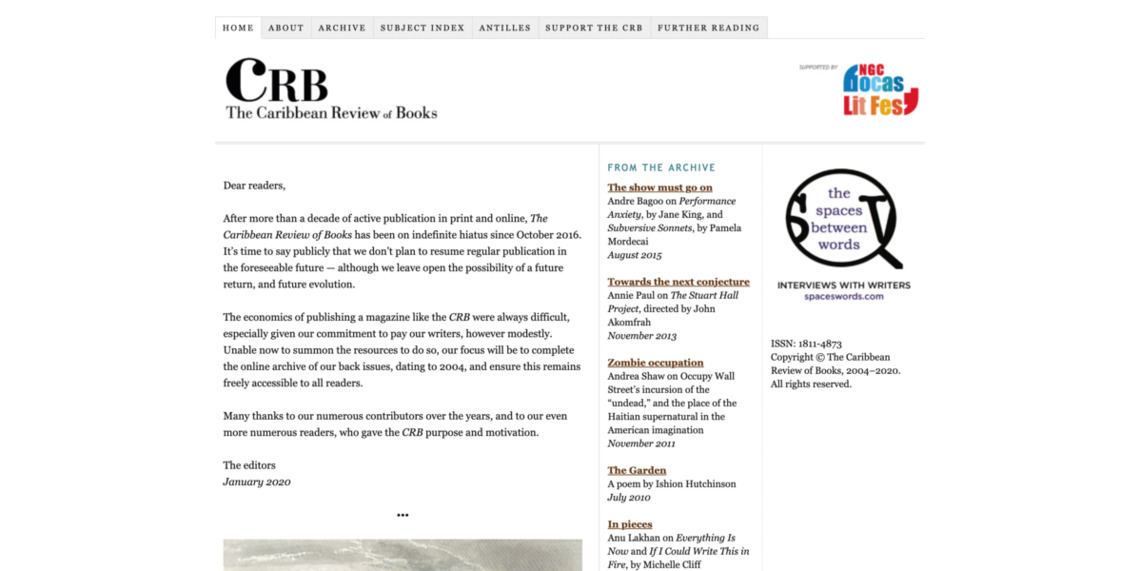 HOME ABOUT ARCHIVE SUBJECT INDEX ANTILLES SUPPORT THE CRB FURTHER READING
CRB
The Caribbean Review of Books
SUPPORTED BY
NGC
bocas
Lit Fest
Dear readers,
After more than a decade of active publication in print and online, The
Caribbean Review of Books has been on indefinite hiatus since October 2016.
It's time to say publicly that we don't plan to resume regular publication in
the foreseeable future — although we leave open the possibility of a future
return, and future evolution.
The economics of publishing a magazine like the CRB were always difficult,
especially given our commitment to pay our writers, however modestly.
Unable now to summon the resources to do so, our focus will be to complete
the online archive of our back issues, dating to 2004, and ensure this remains
freely accessible to all readers.
Many thanks to our numerous contributors over the years, and to our even
more numerous readers, who gave the CRB purpose and motivation.
The editors
January 2020
•••
FROM THE ARCHIVE
The show must go on
Andre Bagoo on Performance
Anxiety, by Jane King, and
Subversive Sonnets, by Pamela
Mordecai
August 2015
Towards the next conjecture
Annie Paul on The Stuart Hall
Project, directed by John
Akomfrah
November 2013
Zombie occupation
Andrea Shaw on Occupy Wall
Street's incursion of the
“undead,” and the place of the
Haitian supernatural in the
American imagination
November 2011
The Garden
A poem by Ishion Hutchinson
July 2010
In pieces
Anu Lakhan on Everything Is
Now and If I Could Write This in
Fire, by Michelle Cliff
the
spaces
between
words
INTERVIEWS WITH WRITERS
spaceswords.com
ISSN: 1811-4873
Copyright © The Caribbean
Review of Books, 2004–2020.
All rights reserved.